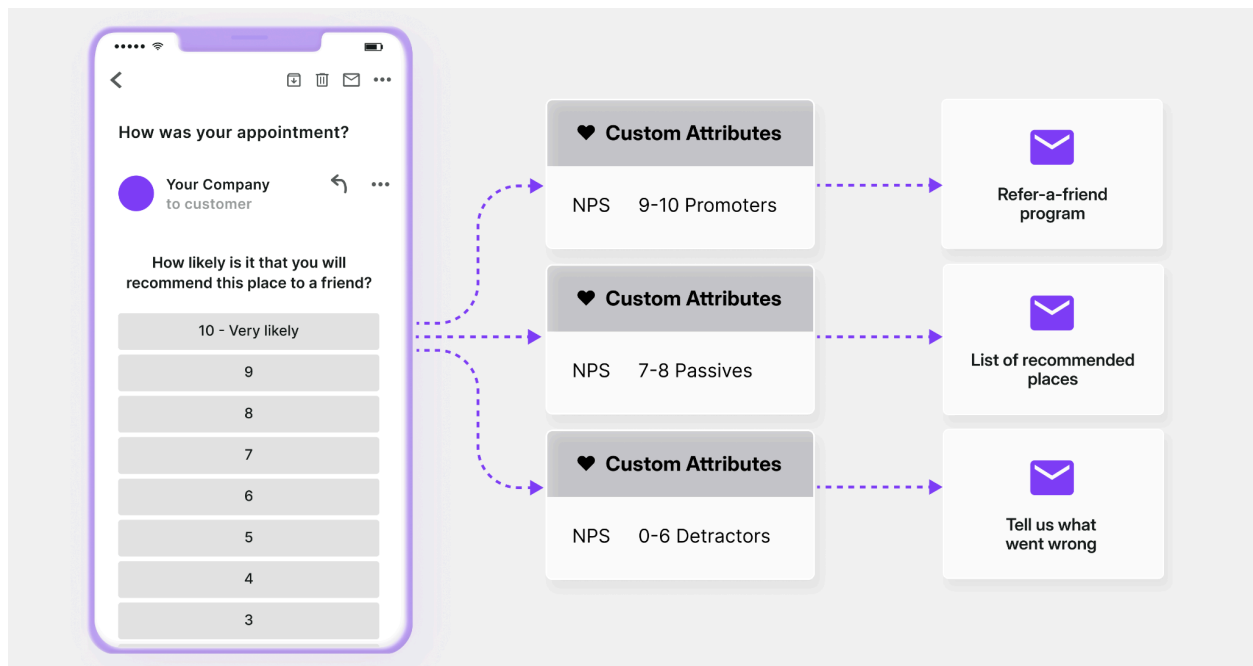 How was your appointment?
Your Company
to customer
How likely is it that you will
recommend this place to a friend?
10 - Very likely
9
8
7
6
5
4
3
Custom Attributes
NPS 9-10 Promoters
Refer-a-friend
program
Custom Attributes
NPS 7-8 Passives
List of recommended
places
Custom Attributes
NPS 0-6 Detractors
Tell us what
went wrong